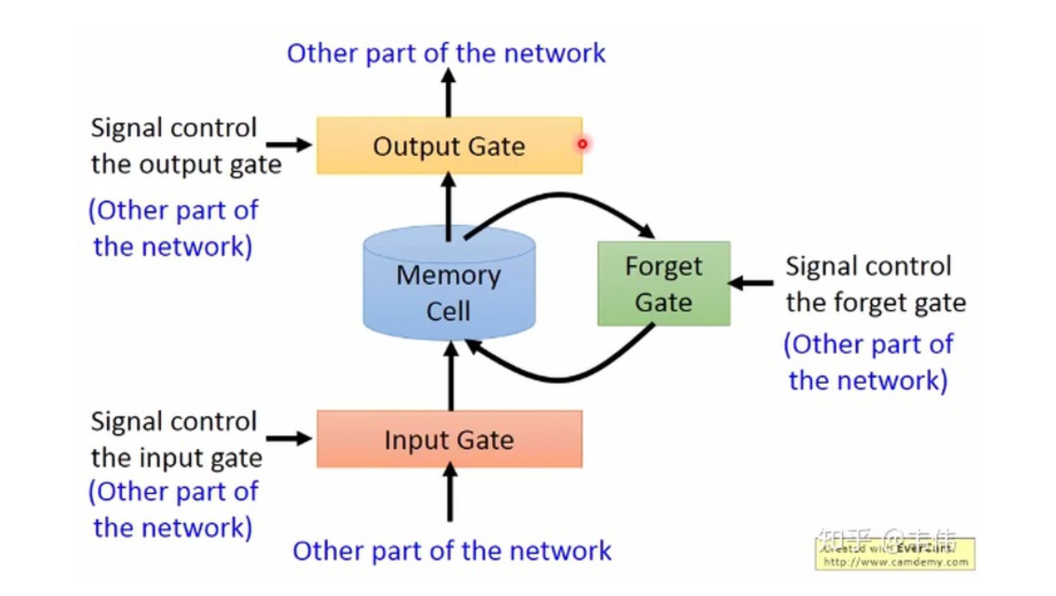 Other part of the network
Signal control
the output gate
(Other part of
the network)
Output Gate
Memory
Cell
Forget
Gate
Signal control
the forget gate
(Other part of
the network)
Signal control
the input gate
(Other part of
the network)
Input Gate
Other part of the network
知乎 @韦伟
Created with EverCam.
http://www.camdemy.com